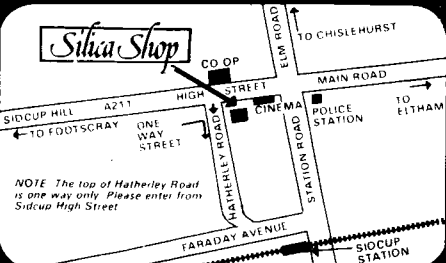 Silica Shop
CO OP
ELM ROAD
TO CHISLEHURST
MAIN ROAD
HIGH STREET
SIDCUP HILL A211
TO FOOTSCRAY
ONE
WAY
STREET
CINEMA
POLICE
STATION
TO
ELTHAM
HATHERLEY ROAD
STATION ROAD
NOTE The top of Hatherley Road
is one way only Please enter from
Sidcup High Street
FARADAY AVENUE
SIDCUP
STATION